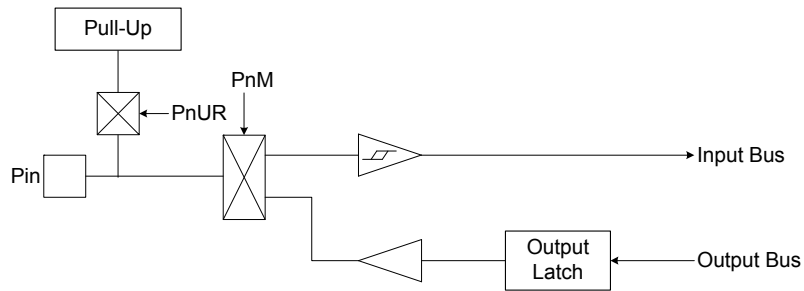 Pull-Up
PnM
PnUR
Pin
Input Bus
Output
Latch
Output Bus